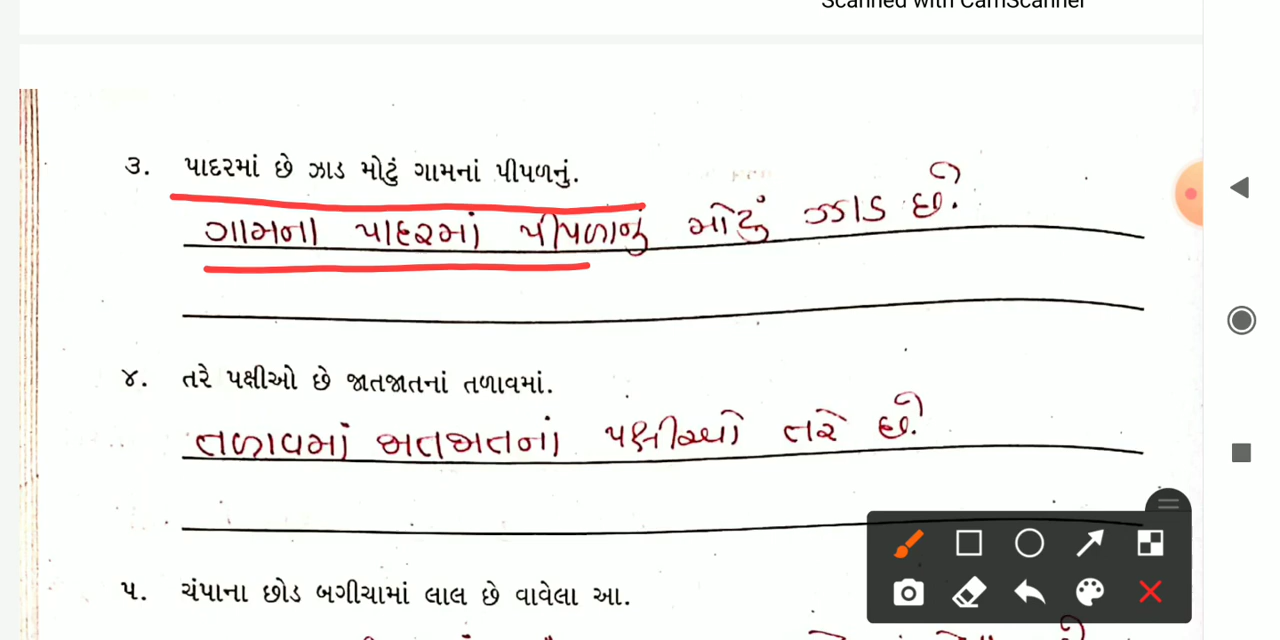 Scanned with CamScanner
૩. પાદરમાં છે ઝાડ મોટું ગામનાં પીપળનું.
ગામના પાદરમાં પીપળાનું મોટું ઝાડ છે.
૪. તરે પક્ષીઓ છે જાતજાતનાં તળાવમાં.
તળાવમાં જાતજાતનાં પક્ષીઓ તરે છે.
૫. ચંપાના છોડ બગીચામાં લાલ છે વાવેલા આ.